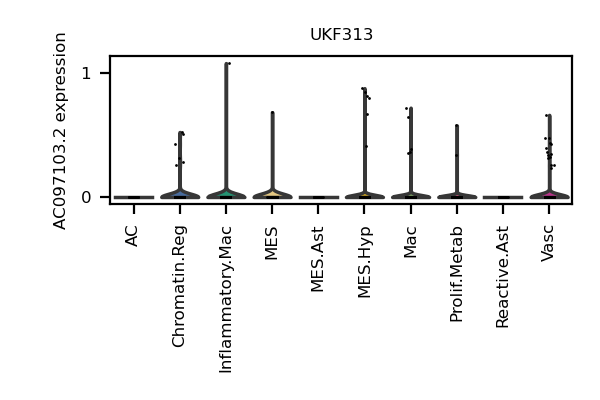 UKF313
AC097103.2 expression
1
0
AC
Chromatin.Reg
Inflammatory.Mac
MES
MES.Ast
MES.Hyp
Mac
Prolif.Metab
Reactive.Ast
Vasc